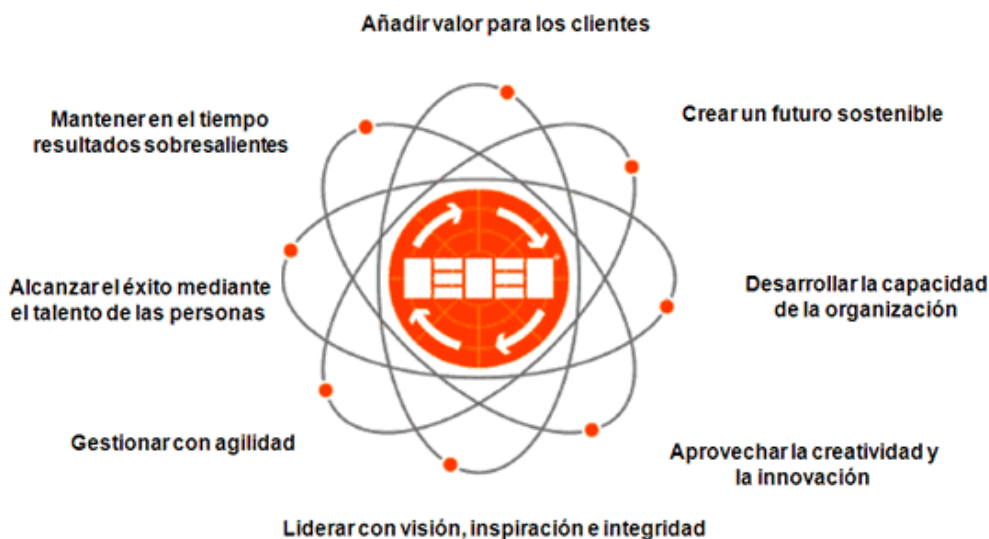 Añadir valor para los clientes
Crear un futuro sostenible
Mantener en el tiempo
resultados sobresalientes
Alcanzar el éxito mediante
el talento de las personas
Desarrollar la capacidad
de la organización
Gestionar con agilidad
Aprovechar la creatividad y
la innovación
Liderar con visión, inspiración e integridad